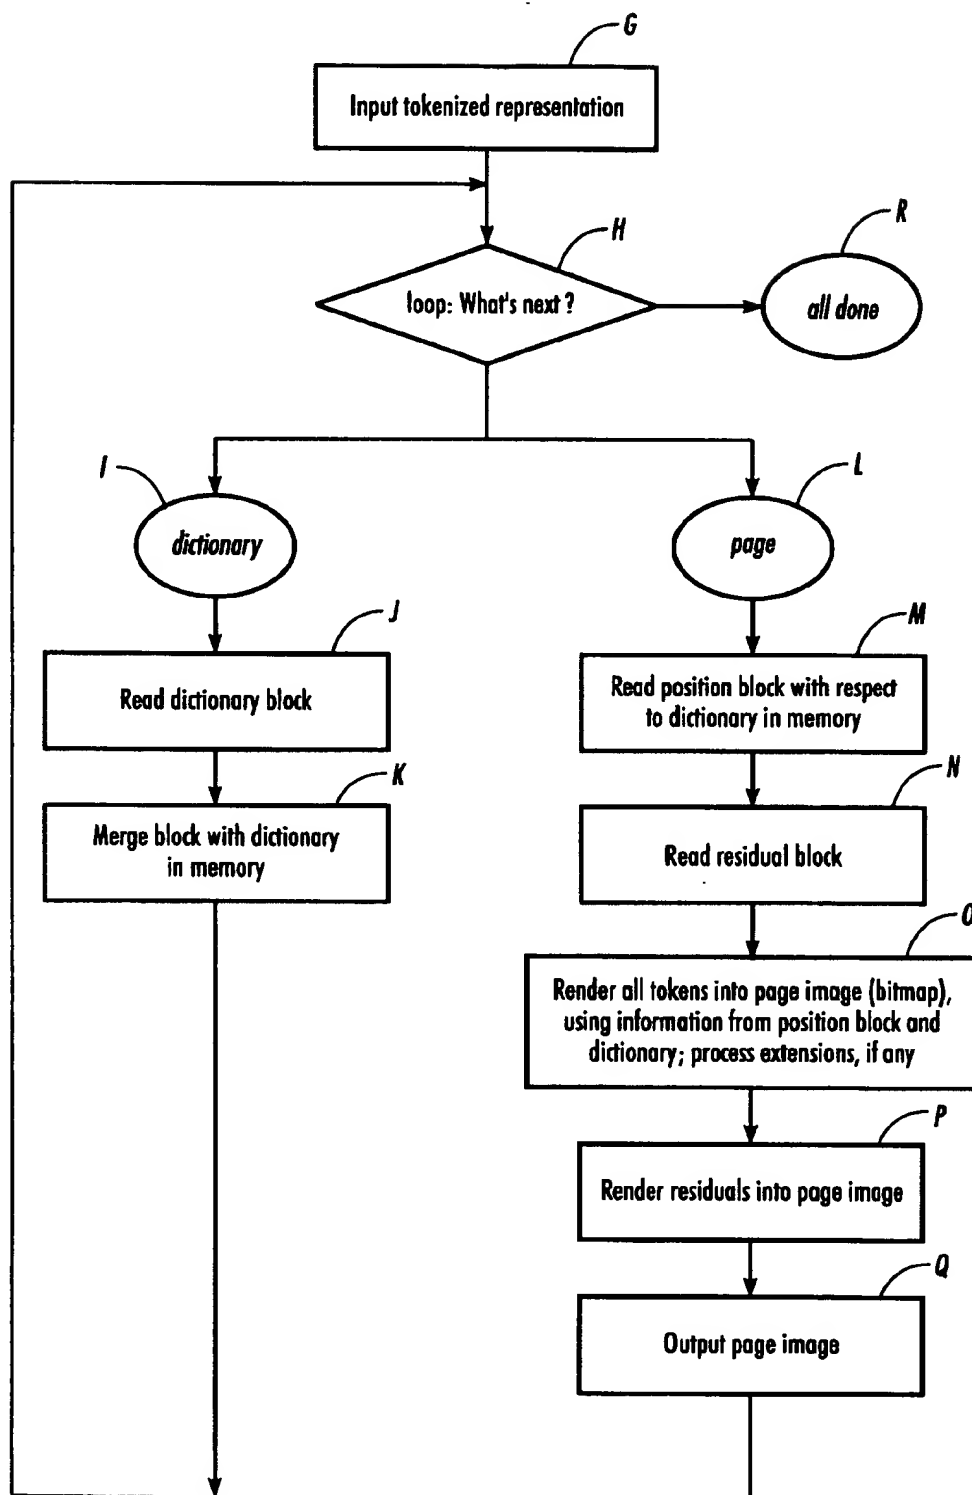 G
Input tokenized representation
H
R
loop: What's next ?
all done
I
L
dictionary
page
J
M
Read dictionary block
Read position block with respect
to dictionary in memory
K
N
Merge block with dictionary
in memory
Read residual block
O
Render all tokens into page image (bitmap),
using information from position block and
dictionary; process extensions, if any
P
Render residuals into page image
Q
Output page image